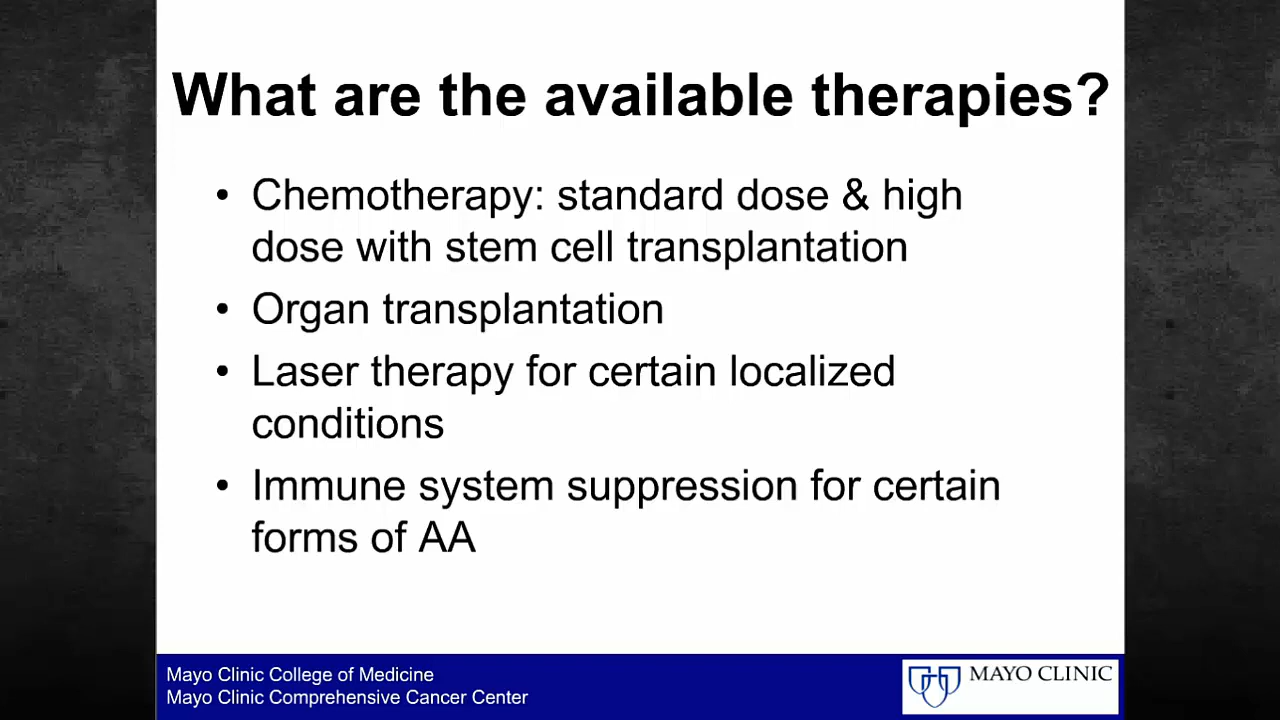 What are the available therapies?
• Chemotherapy: standard dose & high
dose with stem cell transplantation
• Organ transplantation
• Laser therapy for certain localized
conditions
• Immune system suppression for certain
forms of AA
Mayo Clinic College of Medicine
Mayo Clinic Comprehensive Cancer Center
MAYO CLINIC